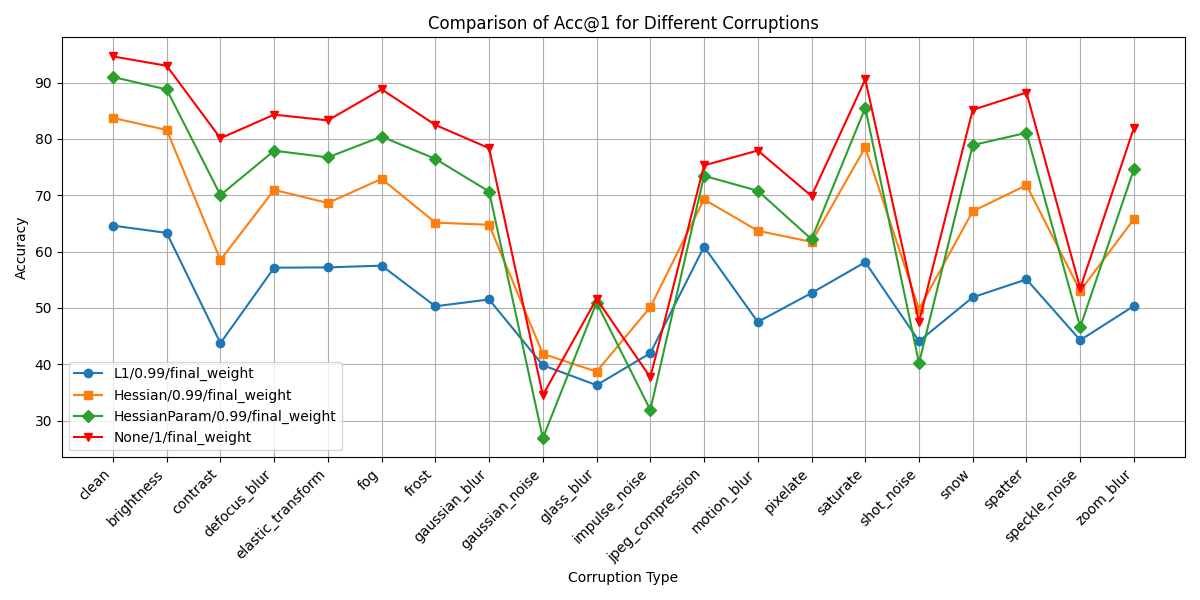 Comparison of Acc@1 for Different Corruptions
Accuracy
90
80
70
60
50
40
30
L1/0.99/final_weight
Hessian/0.99/final_weight
HessianParam/0.99/final_weight
None/1/final_weight
clean
brightness
contrast
defocus_blur
elastic_transform
fog
frost
gaussian_blur
gaussian_noise
glass_blur
impulse_noise
jpeg_compression
motion_blur
pixelate
saturate
shot_noise
snow
spatter
speckle_noise
zoom_blur
Corruption Type